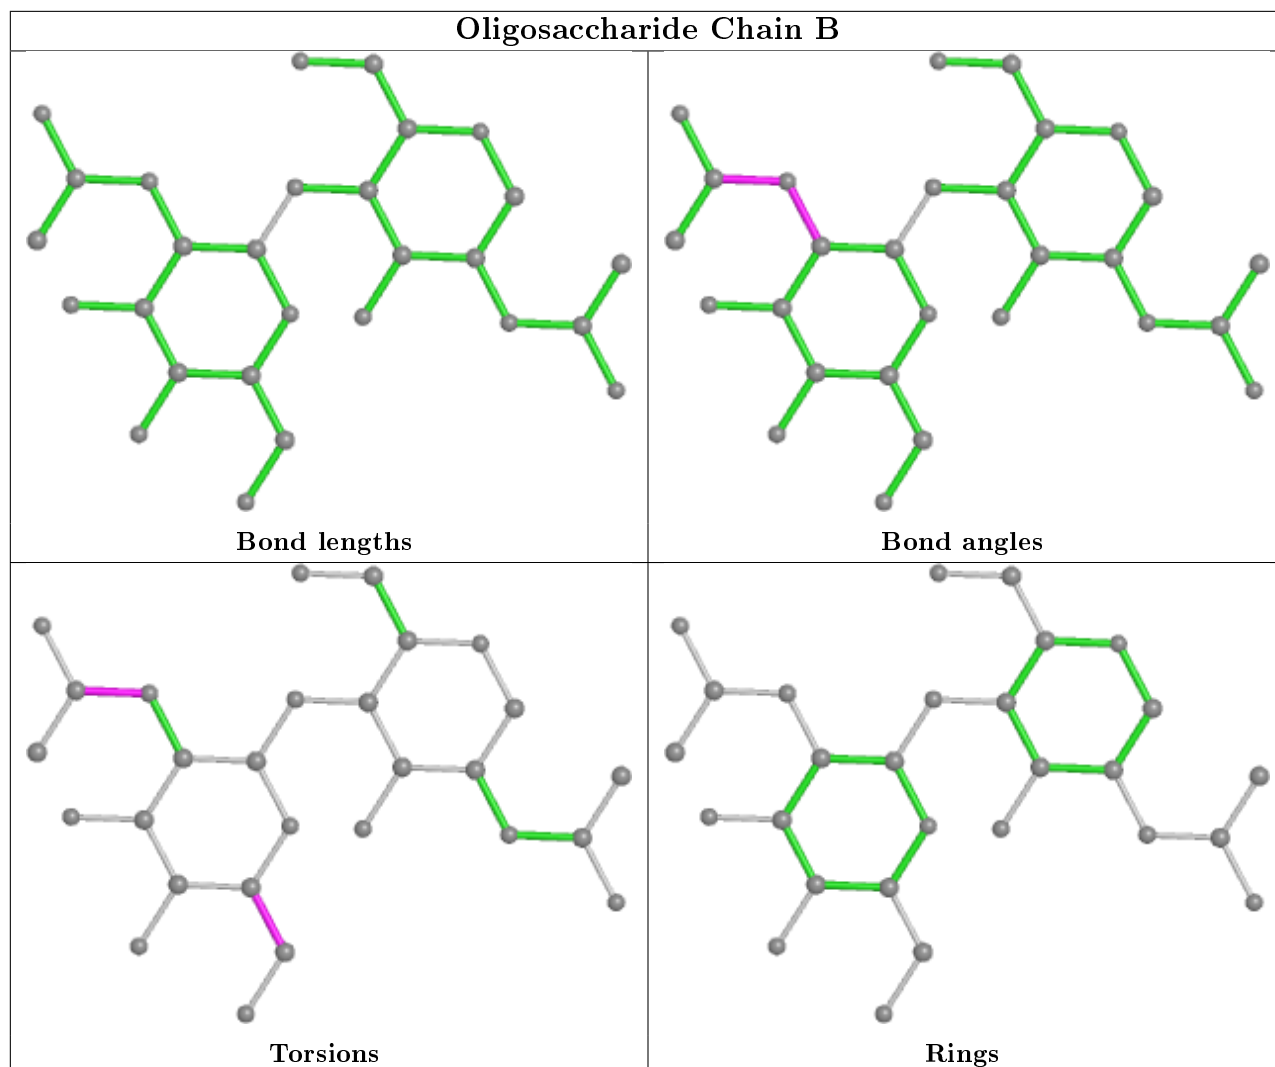 Oligosaccharide Chain B
Bond lengths
Bond angles
Torsions
Rings